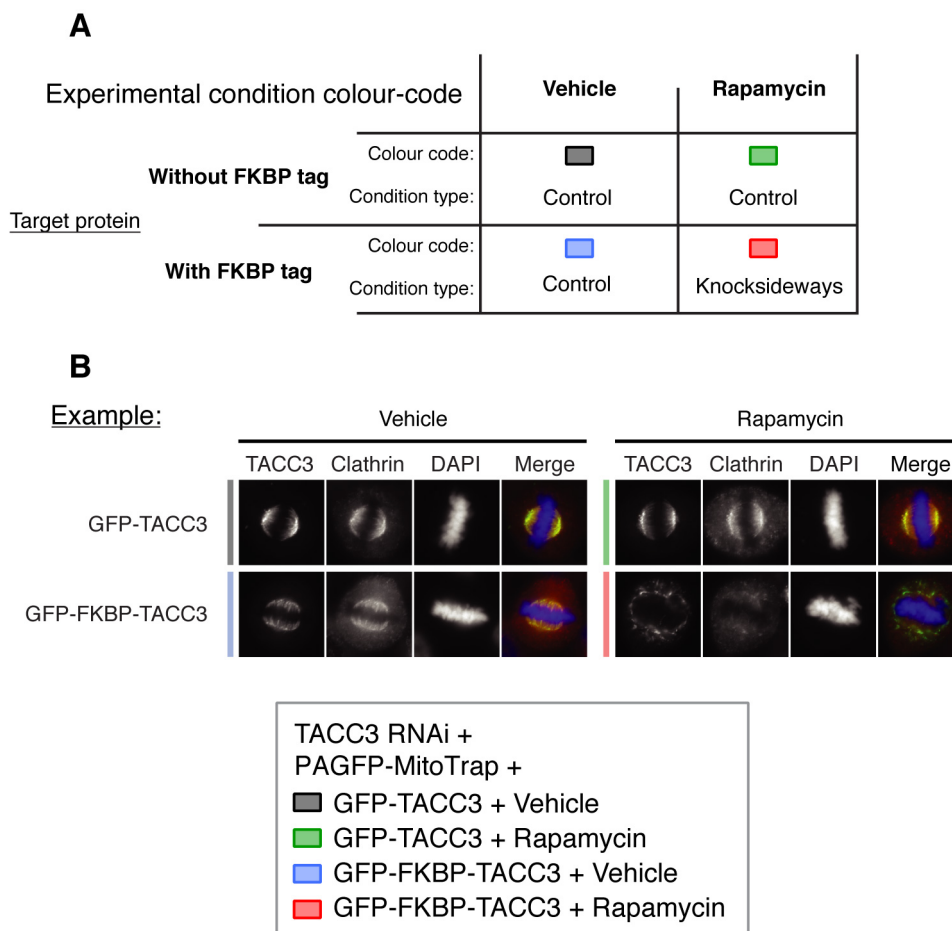 A
Experimental condition colour-code
Vehicle
Rapamycin
Target protein
Without FKBP tag
Colour code:
Condition type:
Control
Control
With FKBP tag
Colour code:
Condition type:
Control
Knocksideways
B
Example:
Vehicle
Rapamycin
TACC3 Clathrin DAPI Merge
TACC3 Clathrin DAPI Merge
GFP-TACC3
GFP-FKBP-TACC3
TACC3 RNAi +
PAGFP-MitoTrap +
GFP-TACC3 + Vehicle
GFP-TACC3 + Rapamycin
GFP-FKBP-TACC3 + Vehicle
GFP-FKBP-TACC3 + Rapamycin